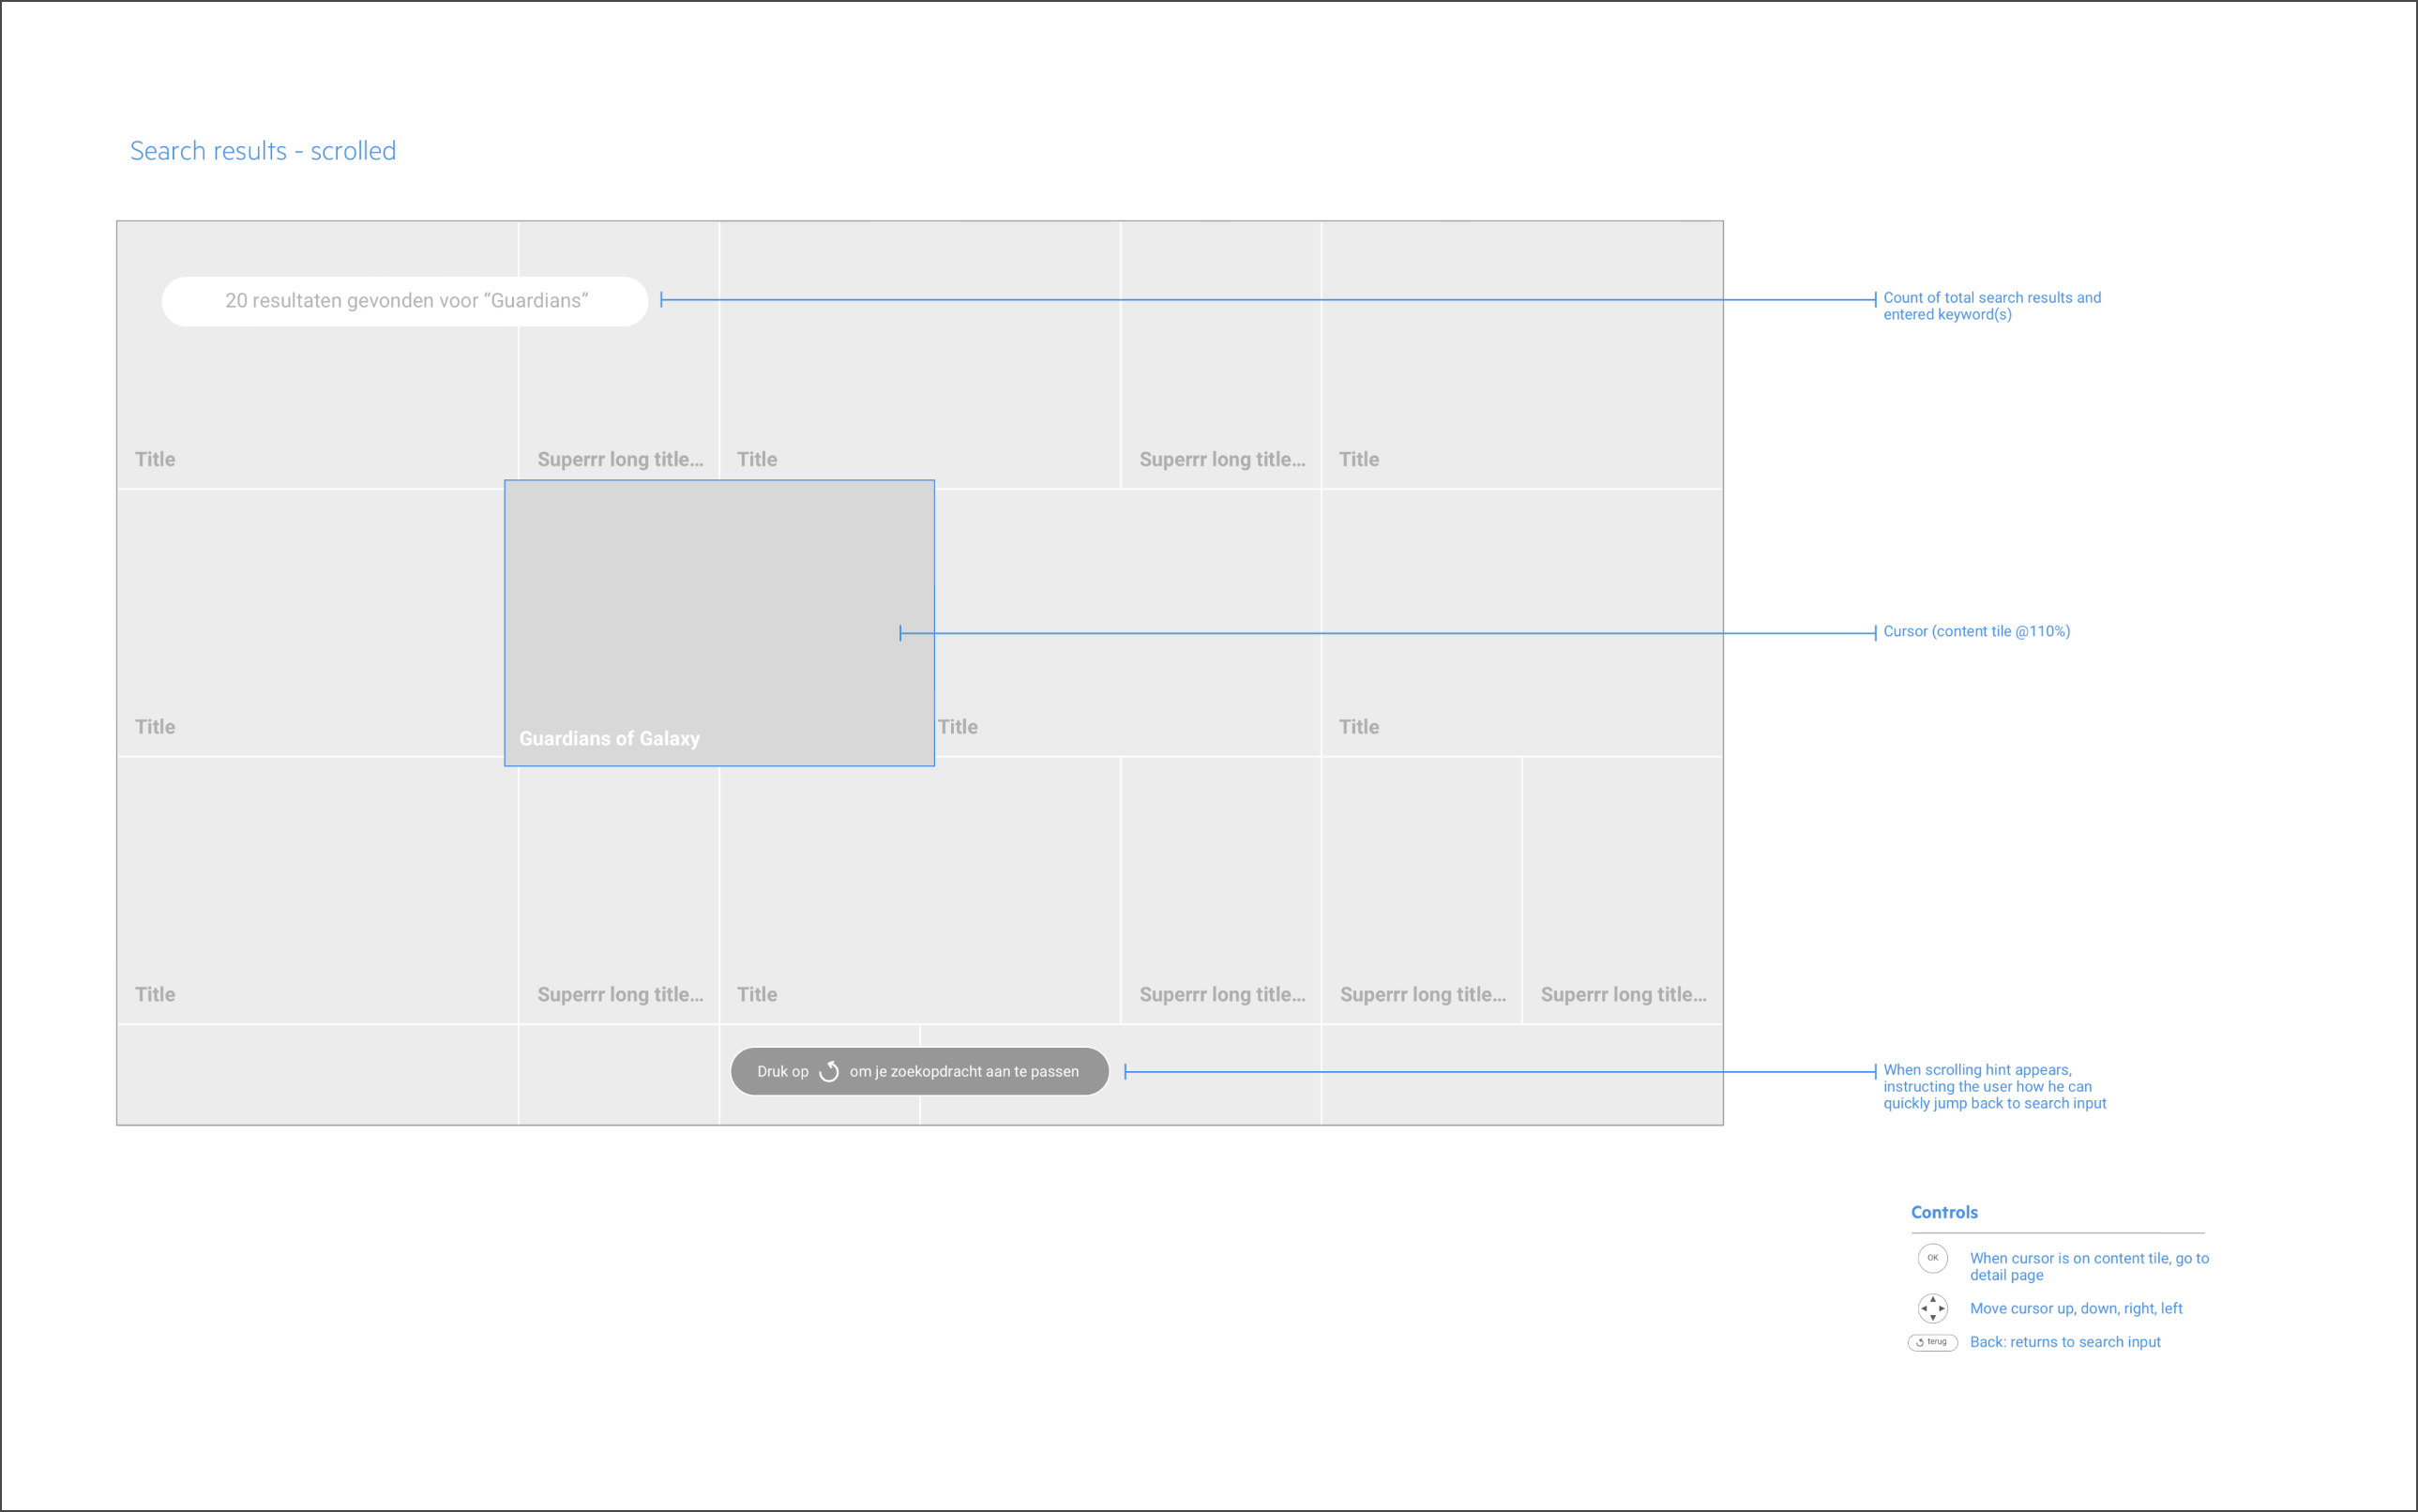 Search results - scrolled
20 resultaten gevonden voor “Guardians”
Count of total search results and
entered keyword(s)
Title
Superrr long title...
Title
Superrr long title...
Title
Cursor (content tile @110%)
Title
Guardians of Galaxy
Title
Title
Title
Superrr long title...
Title
Superrr long title...
Superrr long title...
Superrr long title...
Druk op om je zoekopdracht aan te passen
When scrolling hint appears,
instructing the user how he can
quickly jump back to search input
Controls
OK
When cursor is on content tile, go to
detail page
Move cursor up, down, right, left
terug
Back: returns to search input